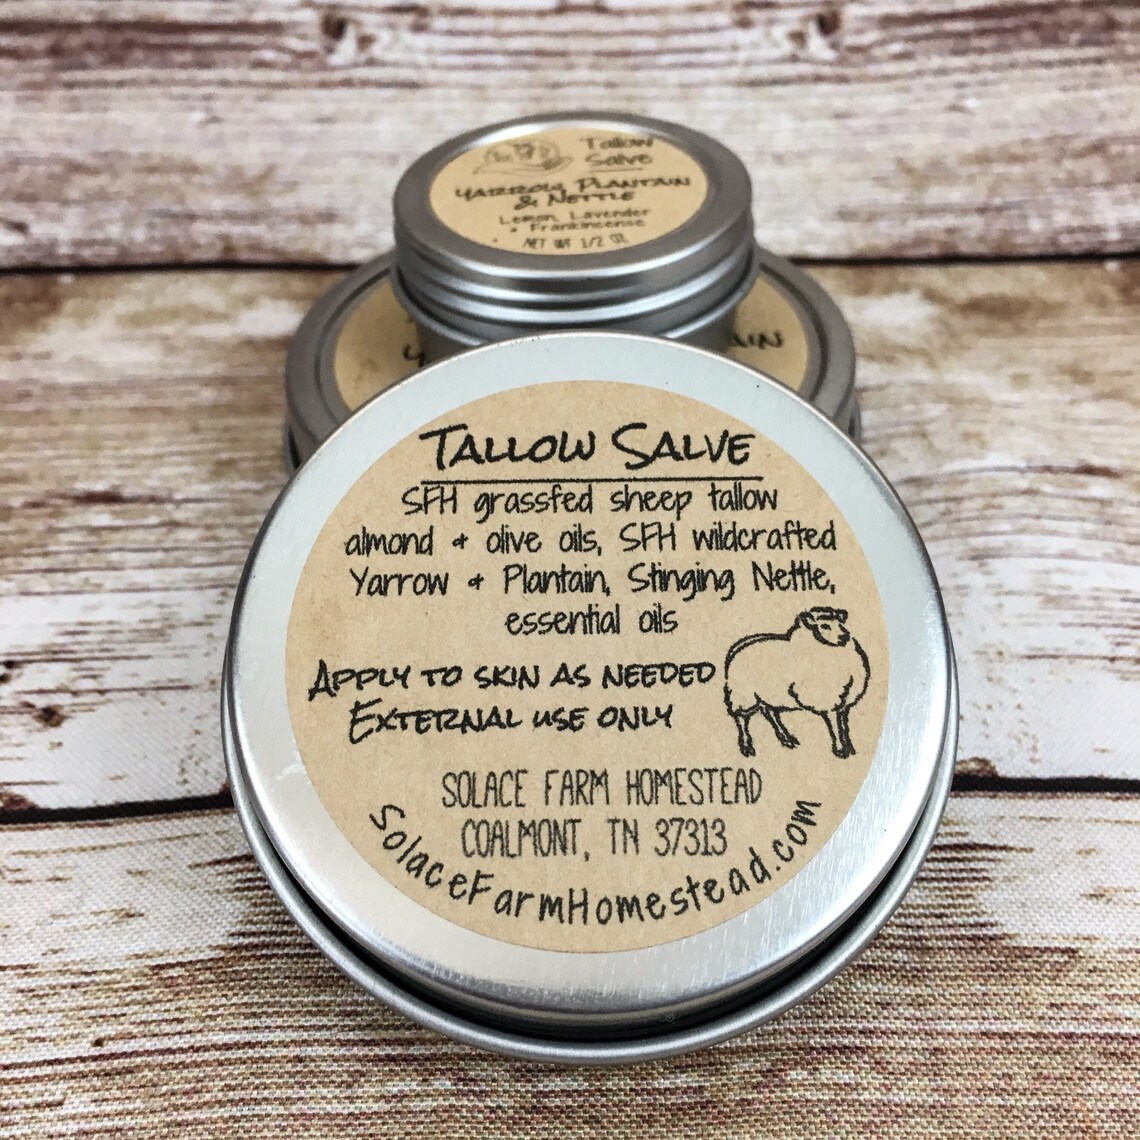 Tallow
Salve
Yarrow, Plantain
& Nettle
Lemon, Lavender
+ Frankincense
NET WT 1/2 OZ
TALLOW SALVE
SFH grassfed sheep tallow
almond + olive oils, SFH wildcrafted
Yarrow + Plantain, Stinging Nettle,
essential oils
APPLY TO SKIN AS NEEDED
EXTERNAL USE ONLY
SOLACE FARM HOMESTEAD
COALMONT, TN 37313
SolaceFarmHomestead.com